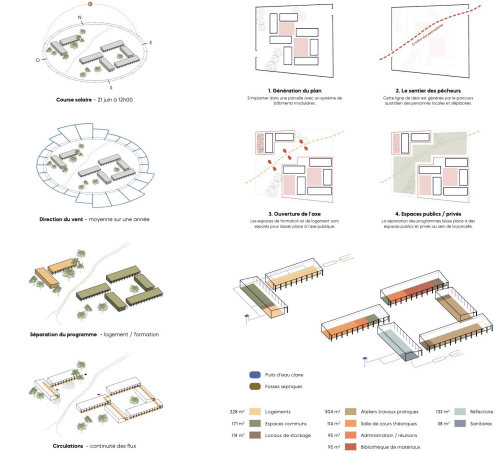 N
E
O
S
Course solaire - 21 juin à 12h00
Direction du vent - moyenne sur une année
Séparation du programme - logement / formation
Circulations - continuité des flux
1. Génération du plan
S'implanter dans une parcelle avec un système de
bâtiments modulaires.
2. Le sentier des pêcheurs
Cette ligne de désir est générée par le parcours
quotidien des personnes locales et déplacées.
3. Ouverture de l'axe
Les espaces de formation et de logement sont
séparés pour laisser place à l'axe publique.
4. Espaces publics / privés
La séparation des programmes laisse place à des
espaces publics et privés au sein de la parcelle.
Puits d'eau claire
Fosses septiques
228 m² Logements
171 m² Espaces communs
114 m² Locaux de stockage
304 m² Ateliers travaux pratiques
114 m² Salle de cours théoriques
95 m² Administration / réunions
95 m² Bibliothèque de matériaux
133 m² Réfectoire
38 m² Sanitaires